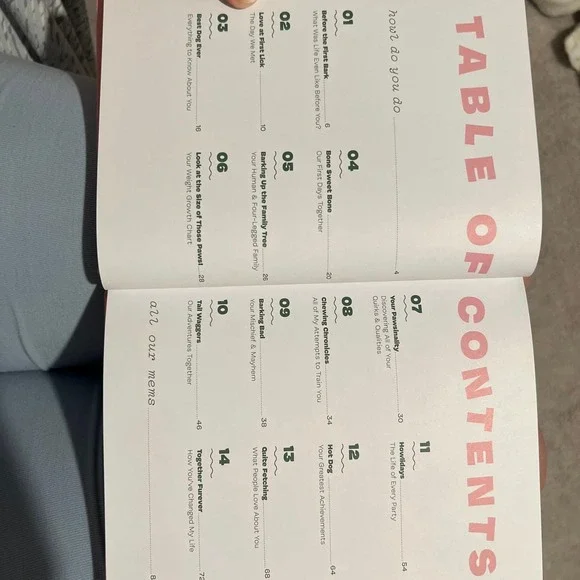 TABLE OF CONTENTS
how do you do 4
01
Before the First Bark 6
What Was Life Even Like Before You?
02
Love at First Lick 10
The Day We Met
03
Best Dog Ever 16
Everything to Know About You
04
Bone Sweet Bone 20
Our First Days Together
05
Barking Up the Family Tree 26
Your Human & Four-Legged Family
06
Look at the Size of Those Paws! 28
Your Weight Growth Chart
07
Your Pawsinality 30
Discovering All of Your
Quirks & Qualities
08
Chewing Chronicles 34
All of My Attempts to Train You
09
Barking Bad 38
Your Mischief & Mayhem
10
Tail Waggers 46
Our Adventures Together
11
Howlidays 54
The Life of Every Party
12
Hot Dog 64
Your Greatest Achievements
13
Quite Fetching 68
What People Love About You
14
Together Furever 72
How You've Changed My Life
all our mems